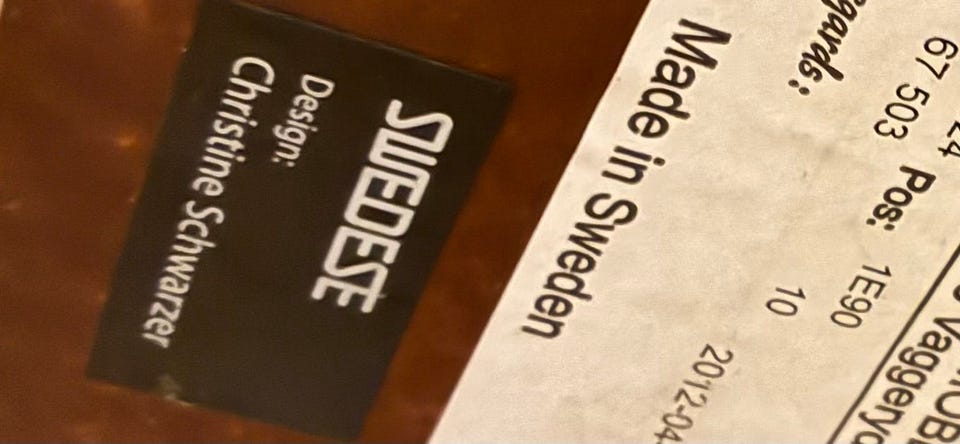 SWEDESE
Design:
Christine Schwarzer
67 503 Pos: 1E90
10
2012-04
Made in Sweden